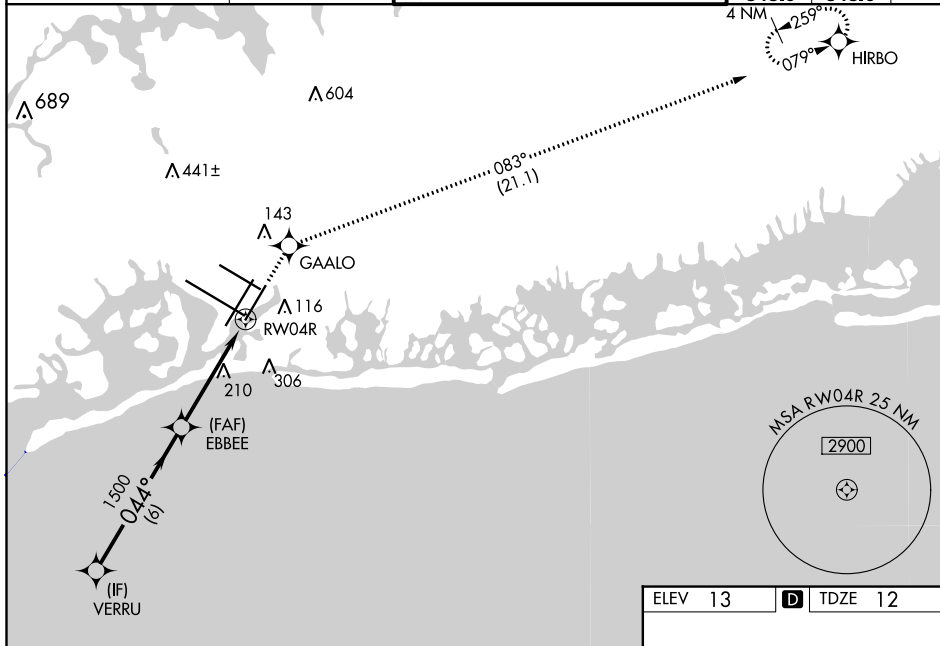 4 NM
259°
079°
HIRBO
689
604
441±
083°
(21.1)
143
GAALO
116
RW04R
210
306
(FAF)
EBBEE
1500
044°
(6)
(IF)
VERRU
MSA RW04R 25 NM
2900
ELEV 13 D TDZE 12